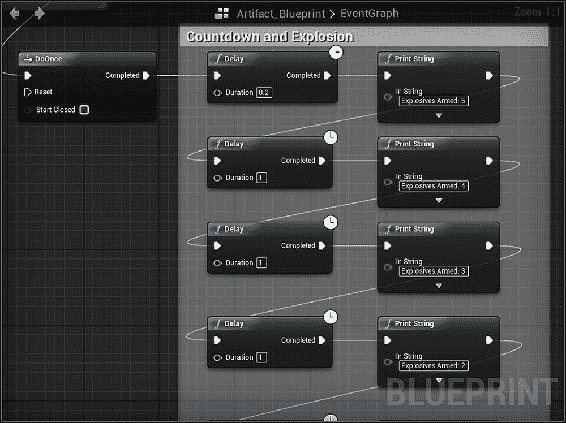 Artifact_Blueprint > EventGraph
Zoom 1:1
Countdown and Explosion
DoOnce
Completed
Reset
Start Closed
Delay
Completed
Duration 0.2
Print String
In String
Explosives Armed: 5
Delay
Completed
Duration 1
Print String
In String
Explosives Armed: 4
Delay
Completed
Duration 1
Print String
In String
Explosives Armed: 3
Delay
Completed
Duration 1
Print String
In String
Explosives Armed: 2
BLUEPRINT